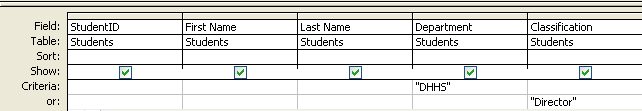 Field: StudentID First Name Last Name Department Classification
Table: Students Students Students Students Students
Sort:
Show:
Criteria: "DHHS"
or: "Director"